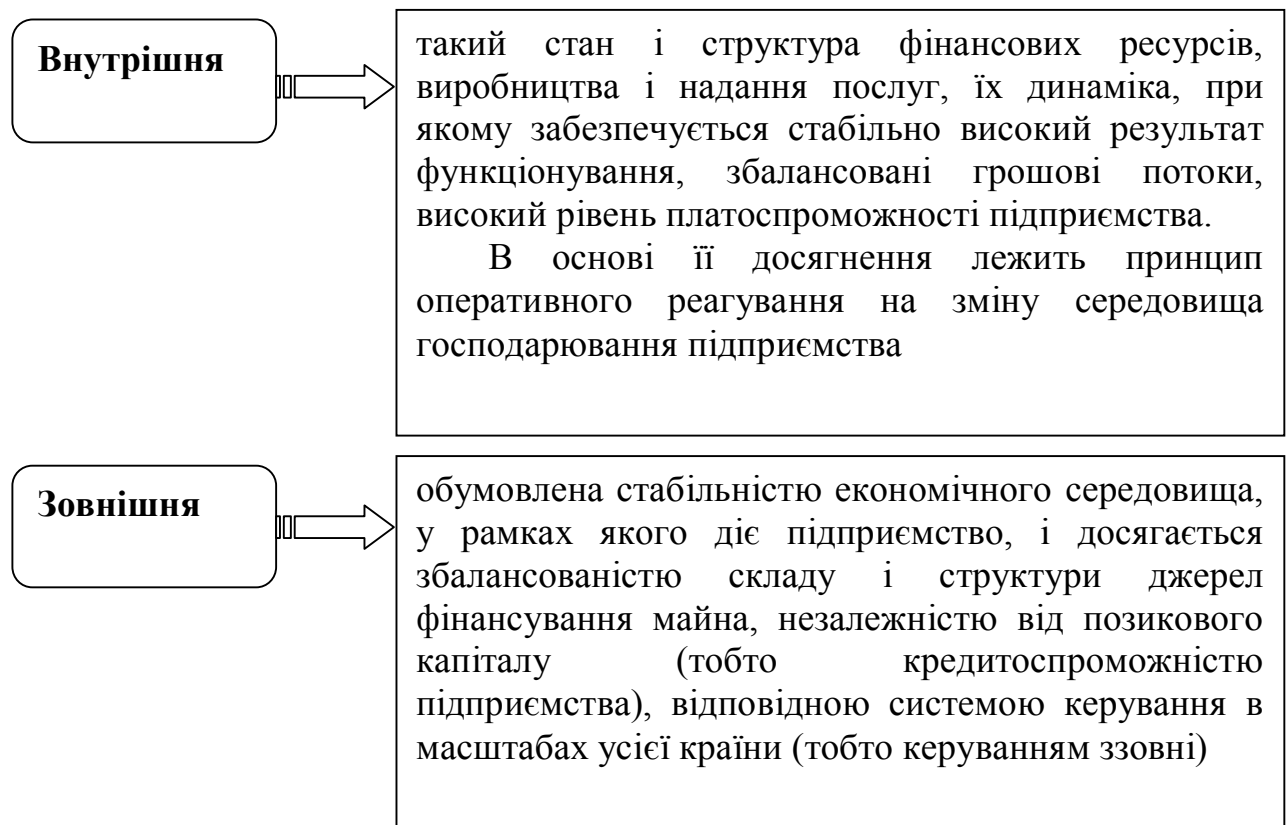 Внутрішня
такий стан і структура фінансових ресурсів,
виробництва і надання послуг, їх динаміка, при
якому забезпечується стабільно високий результат
функціонування, збалансовані грошові потоки,
високий рівень платоспроможності підприємства.
В основі її досягнення лежить принцип
оперативного реагування на зміну середовища
господарювання підприємства
Зовнішня
обумовлена стабільністю економічного середовища,
у рамках якого діє підприємство, і досягається
збалансованістю складу і структури джерел
фінансування майна, незалежністю від позикового
капіталу (тобто кредитоспроможністю
підприємства), відповідною системою керування в
масштабах усієї країни (тобто керуванням ззовні)